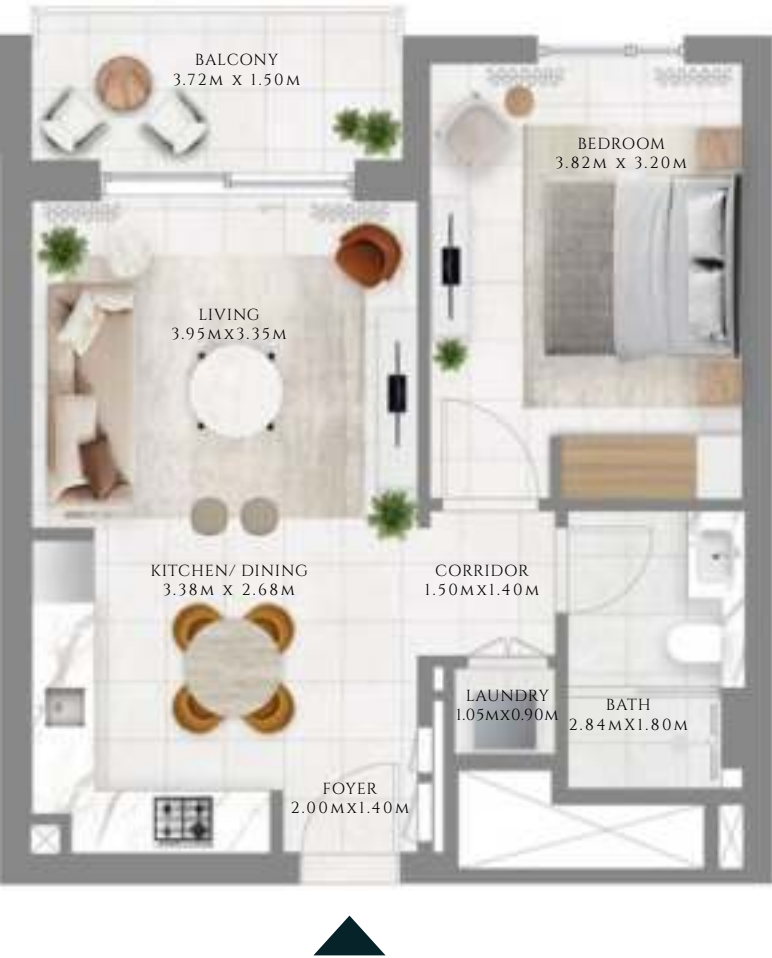 BALCONY
3.72M X 1.50M
BEDROOM
3.82M X 3.20M
LIVING
3.95MX3.35M
KITCHEN/ DINING
3.38M X 2.68M
CORRIDOR
1.50MX1.40M
LAUNDRY
1.05MX0.90M
BATH
2.84MX1.80M
FOYER
2.00MX1.40M